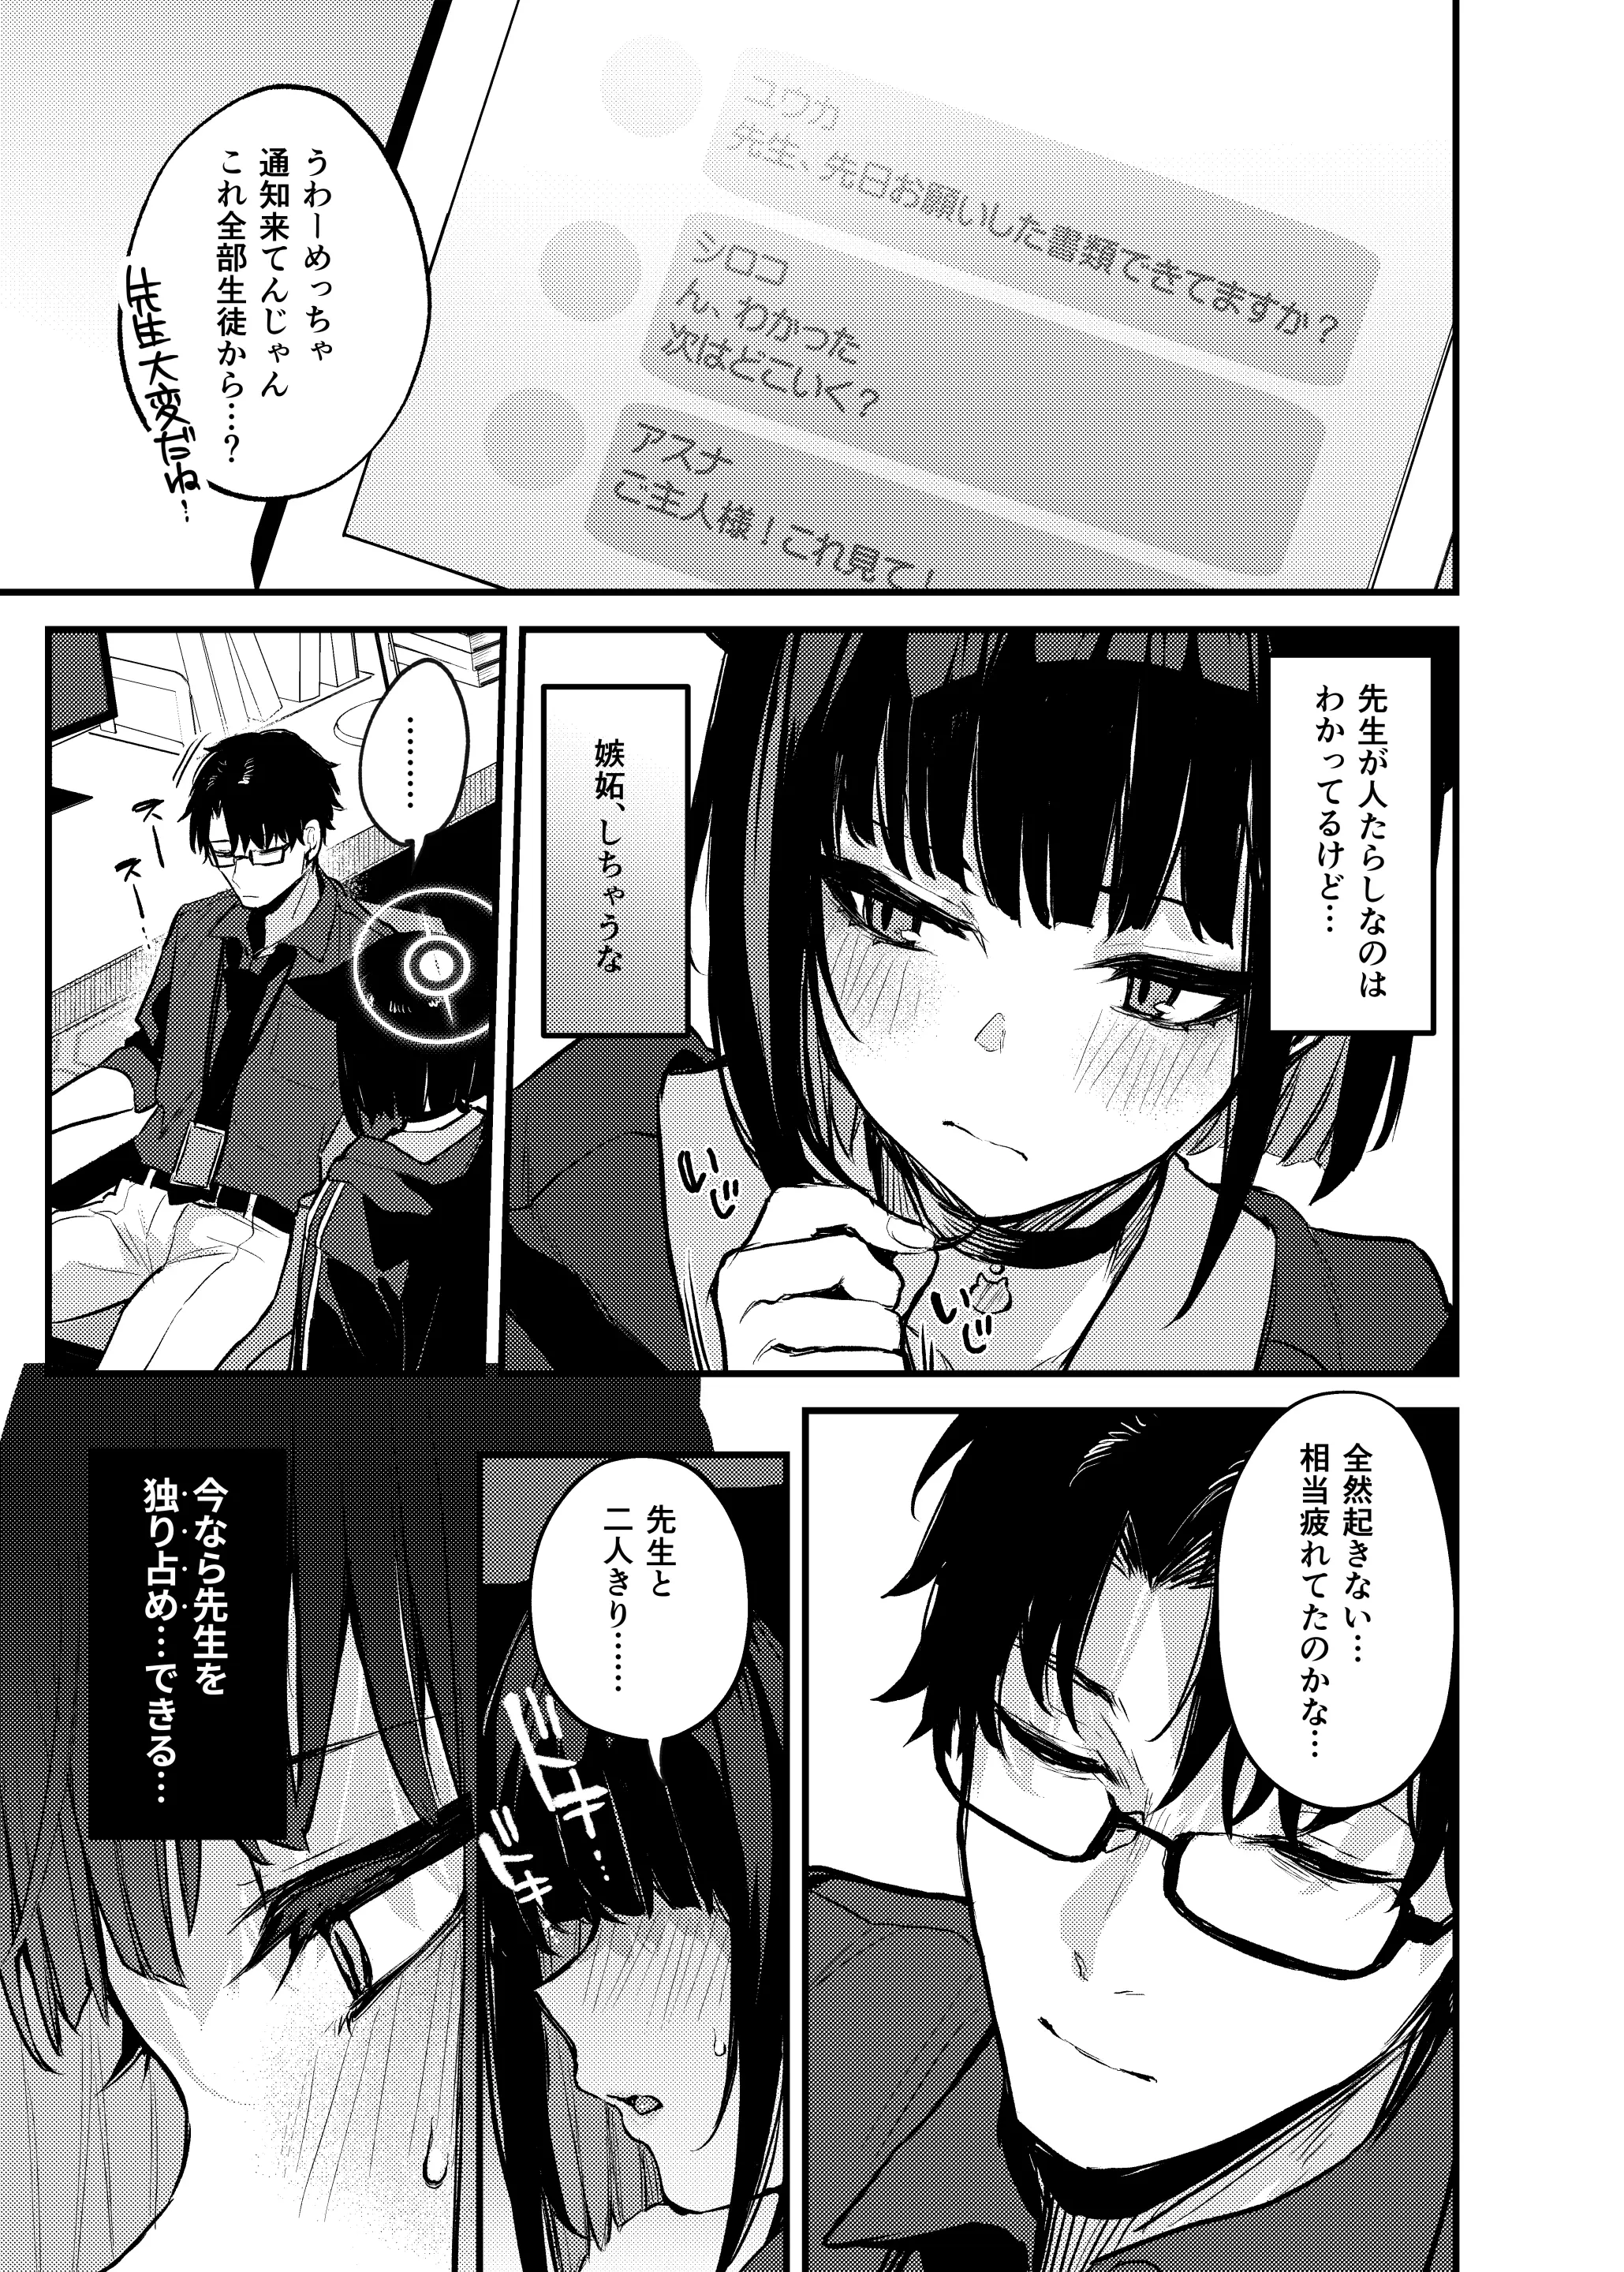 ユウカ
先生、先日お願いした書類できてますか?
シロコ
ん、わかった
次はどこいく?
アスナ
ご主人様!これ見て!
うわーめっちゃ
通知来てんじゃん
これ全部生徒から…?
先生大変だね!
先生が人たらしなのは
わかってるけど…
嫉妬、しちゃうな
いじ
いじ
………
スー
スー
全然起きない…
相当疲れてたのかな…
先生と
二人きり……
ドキ
ドキ
今なら先生を
独り占め…できる…